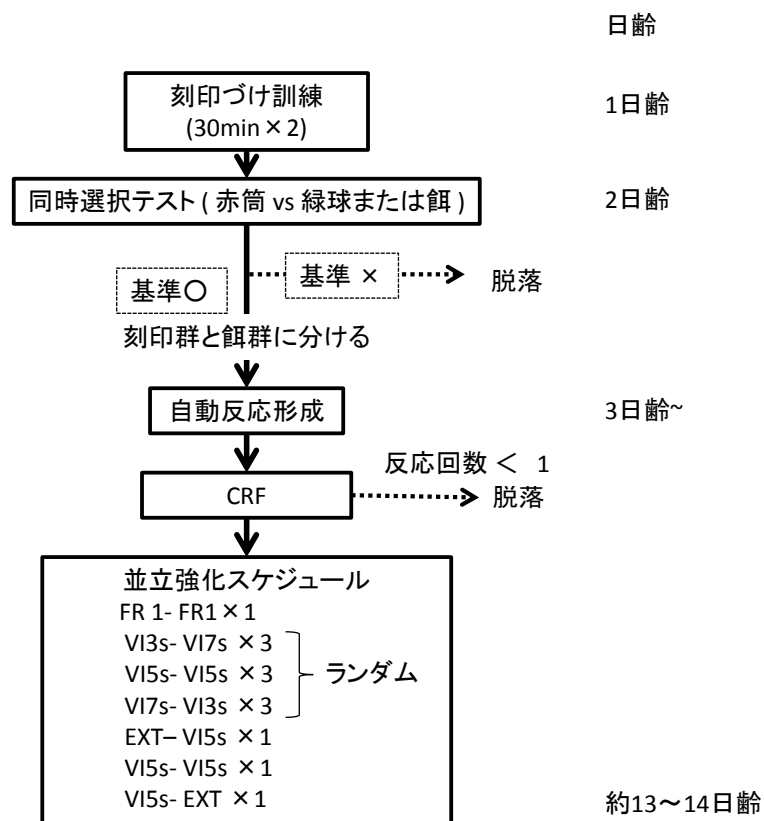 日齢
刻印づけ訓練
(30min×2)
1日齢
同時選択テスト ( 赤筒 vs 緑球または餌 )
2日齢
基準〇
基準 ×
脱落
刻印群と餌群に分ける
自動反応形成
3日齢~
反応回数 < 1
CRF
脱落
並立強化スケジュール
FR 1- FR1×1
VI3s- VI7s ×3
VI5s- VI5s ×3
ランダム
VI7s- VI3s ×3
EXT– VI5s ×1
VI5s- VI5s ×1
VI5s- EXT ×1
約13～14日齢